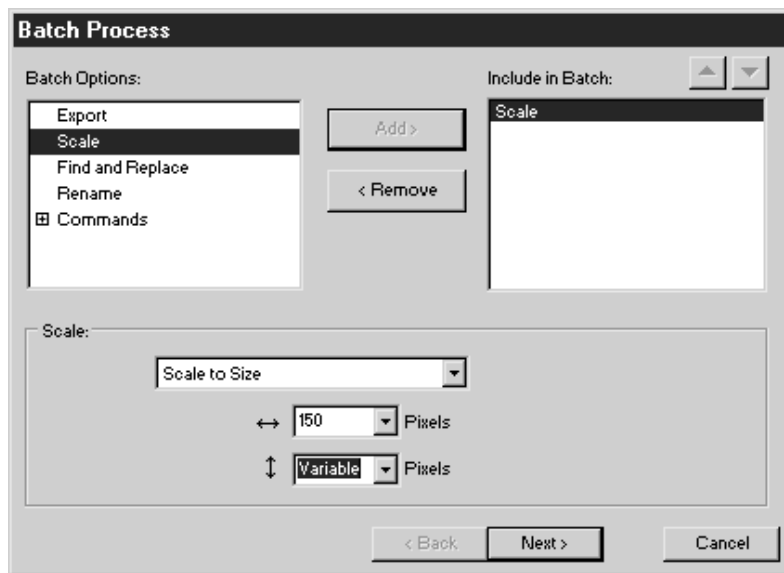 Batch Process
Batch Options:
Include in Batch:
Export
Scale
Find and Replace
Rename
Commands
Add >
< Remove
Scale
Scale:
Scale to Size
150 Pixels
Variable Pixels
< Back Next > Cancel